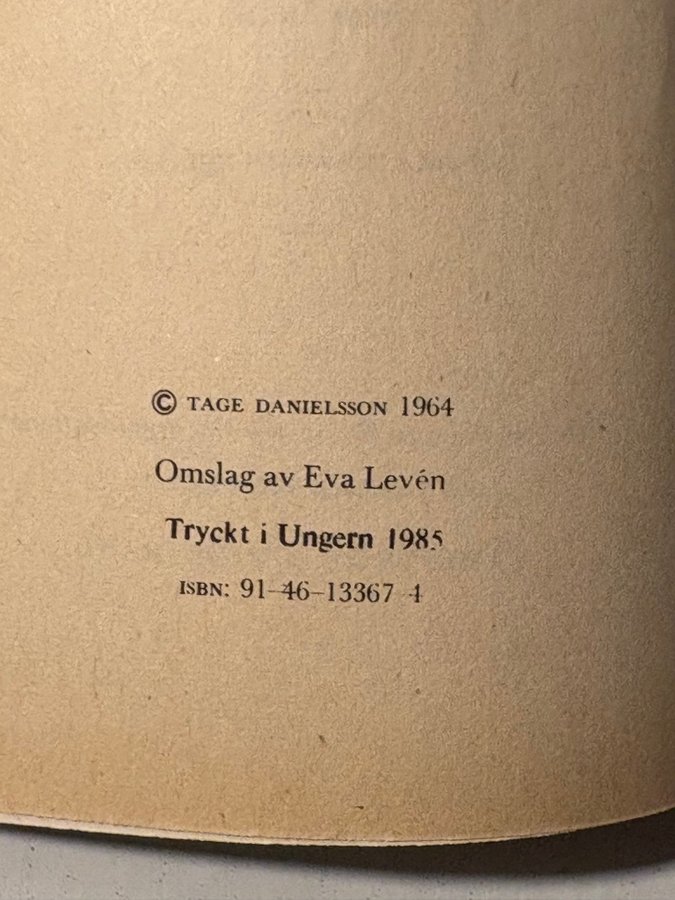 © TAGE DANIELSSON 1964
Omslag av Eva Levén
Tryckt i Ungern 1985
ISBN: 91–46–13367 4